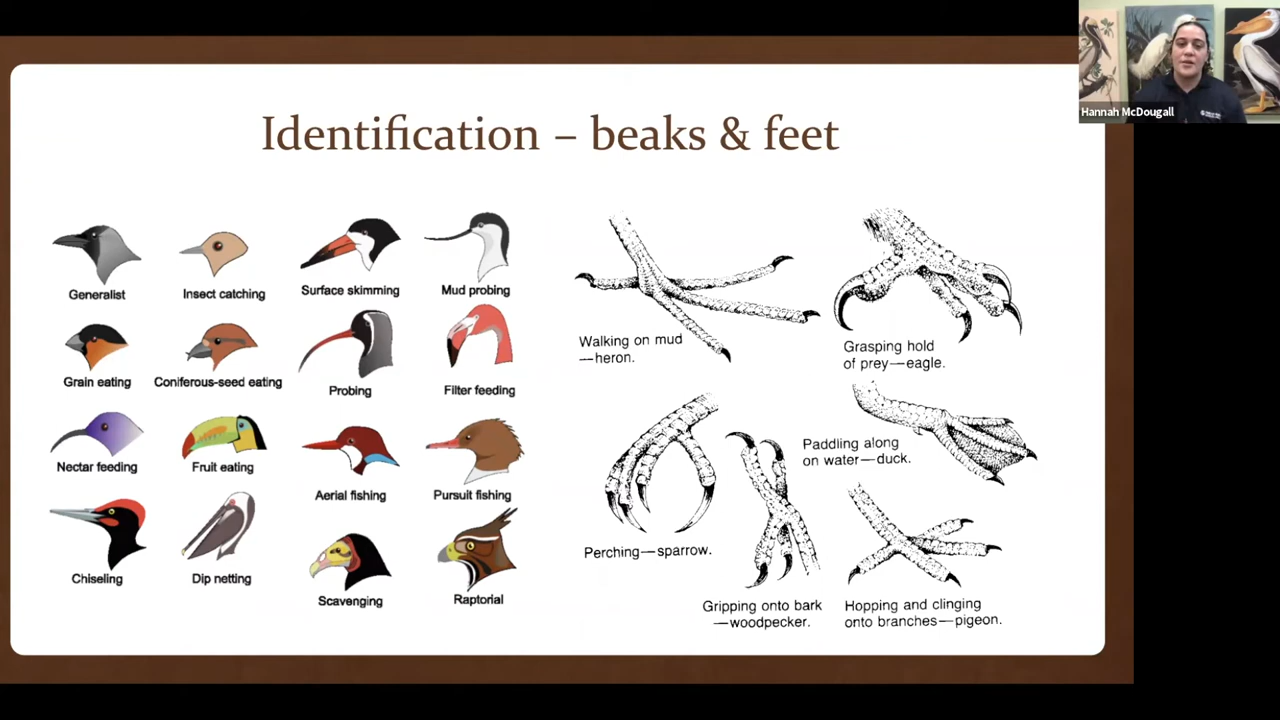 Hannah McDougall
Identification – beaks & feet
Generalist
Insect catching
Surface skimming
Mud probing
Grain eating
Coniferous-seed eating
Probing
Filter feeding
Nectar feeding
Fruit eating
Aerial fishing
Pursuit fishing
Chiseling
Dip netting
Scavenging
Raptorial
Walking on mud
—heron.
Grasping hold
of prey—eagle.
Perching—sparrow.
Paddling along
on water—duck.
Gripping onto bark
—woodpecker.
Hopping and clinging
onto branches—pigeon.